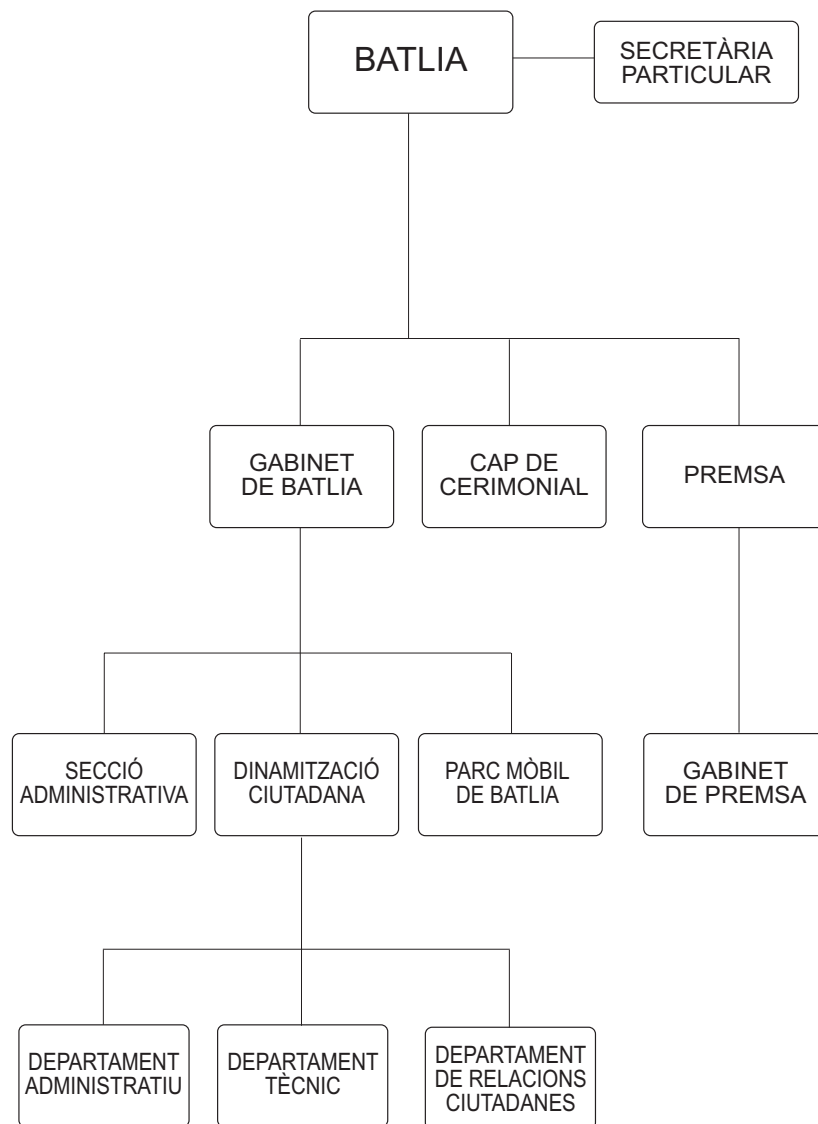 BATLIA
SECRETÀRIA
PARTICULAR
GABINET
DE BATLIA
CAP DE
CERIMONIAL
PREMSA
SECCIÓ
ADMINISTRATIVA
DINAMITZACIÓ
CIUTADANA
PARC MÒBIL
DE BATLIA
GABINET
DE PREMSA
DEPARTAMENT
ADMINISTRATIU
DEPARTAMENT
TÈCNIC
DEPARTAMENT
DE RELACIONS
CIUTADANES